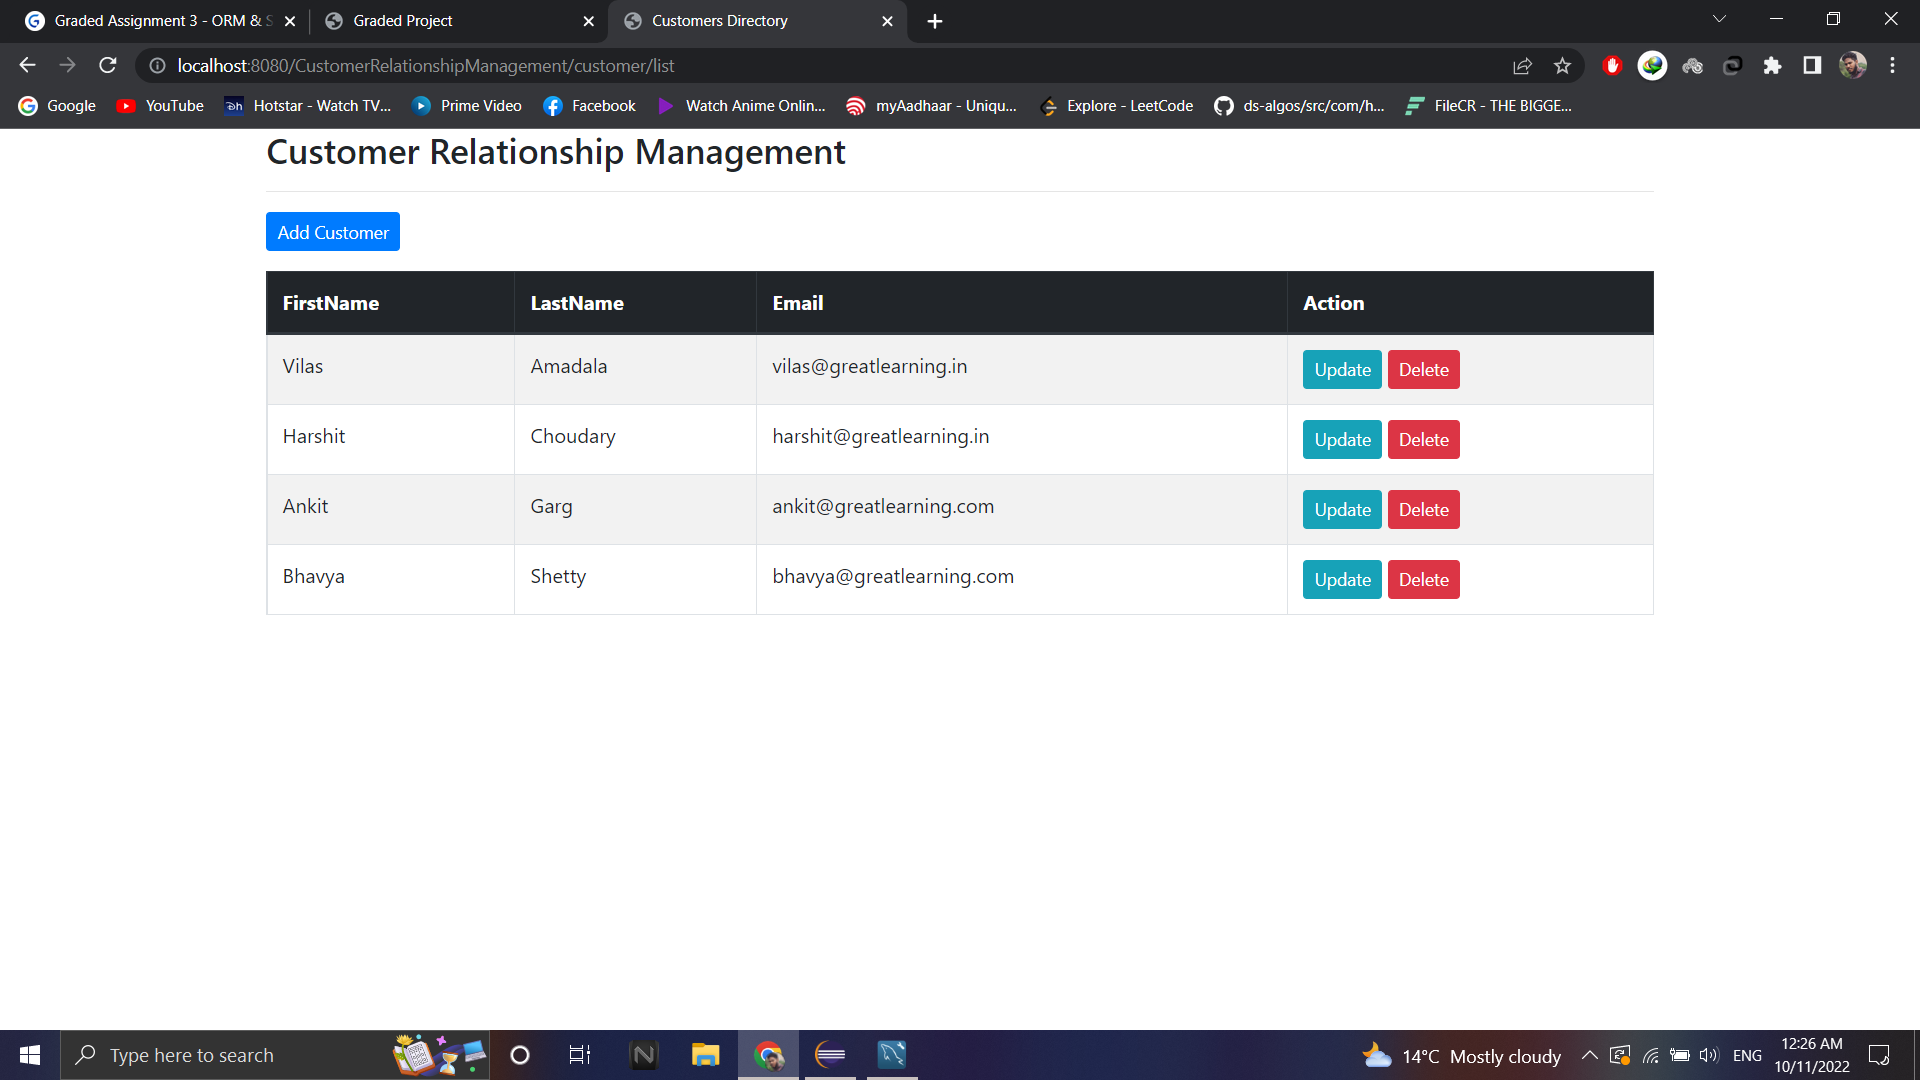 Graded Assignment 3 - ORM & S
Graded Project
Customers Directory
localhost:8080/CustomerRelationshipManagement/customer/list
Google
YouTube
Hotstar - Watch TV...
Prime Video
Facebook
Watch Anime Onlin...
myAadhaar - Uniqu...
Explore - LeetCode
ds-algos/src/com/h...
FileCR - THE BIGGE...
Customer Relationship Management
Add Customer
FirstName LastName Email Action
Vilas Amadala vilas@greatlearning.in Update Delete
Harshit Choudary harshit@greatlearning.in Update Delete
Ankit Garg ankit@greatlearning.com Update Delete
Bhavya Shetty bhavya@greatlearning.com Update Delete
Type here to search
14°C Mostly cloudy
ENG
12:26 AM
10/11/2022